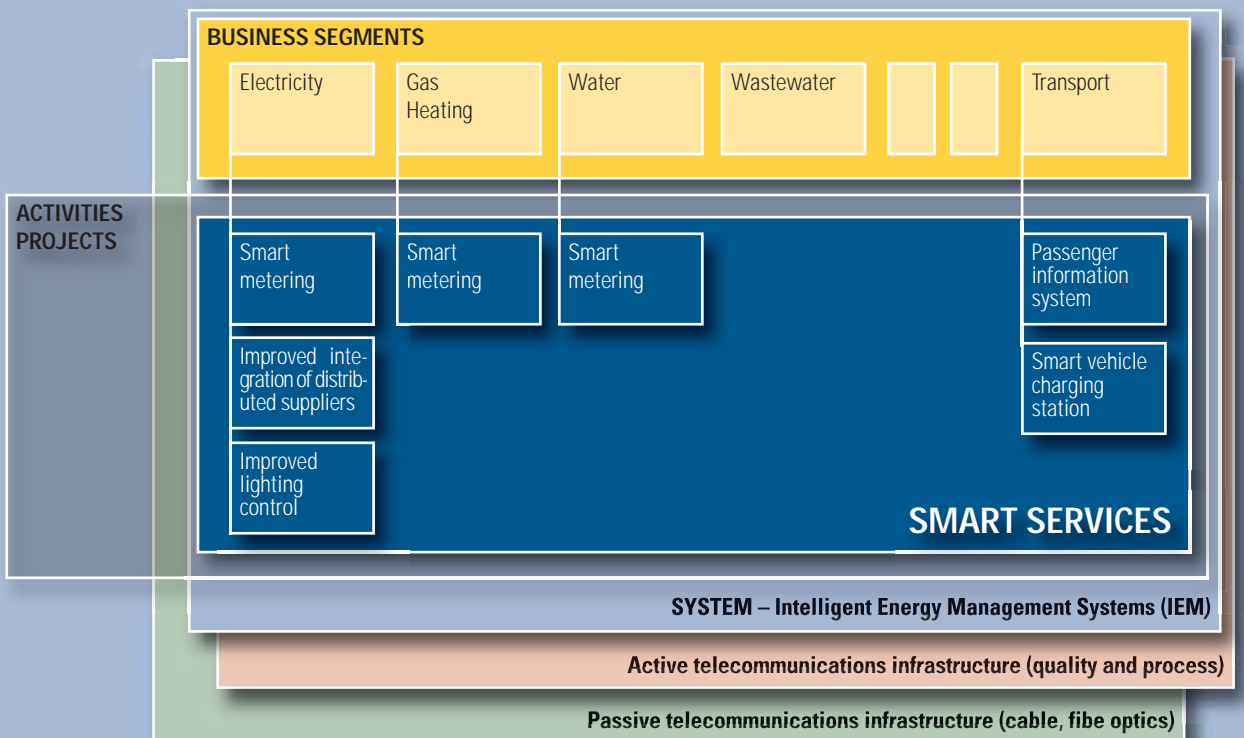 BUSINESS SEGMENTS
Electricity
Gas
Heating
Water
Wastewater
Transport
ACTIVITIES
PROJECTS
Smart
metering
Smart
metering
Smart
metering
Passenger
information
system
Improved inte-
gration of distrib-
uted suppliers
Smart vehicle
charging
station
Improved
lighting
control
SMART SERVICES
SYSTEM – Intelligent Energy Management Systems (IEM)
Active telecommunications infrastructure (quality and process)
Passive telecommunications infrastructure (cable, fibe optics)